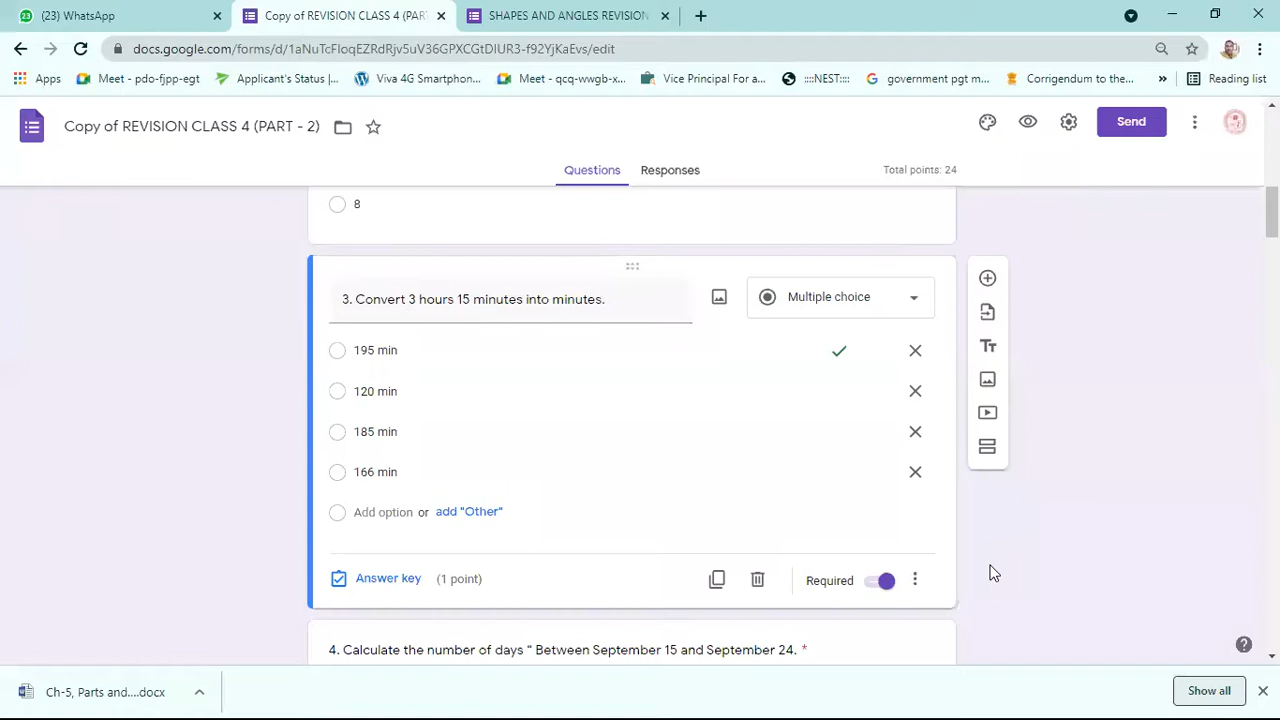 (23) WhatsApp
Copy of REVISION CLASS 4 (PART
SHAPES AND ANGLES REVISION
docs.google.com/forms/d/1aNuTcFIoqEZRdRjv5uV36GPXCGtDIUR3-f92YjKaEvs/edit
Apps
Meet - pdo-fjpp-egt
Applicant's Status |...
Viva 4G Smartphon...
Meet - qcq-wwgb-x...
Vice Principal For a...
::::NEST::::
government pgt m...
Corrigendum to the...
»
Reading list
Copy of REVISION CLASS 4 (PART - 2)
Send
Questions
Responses
Total points: 24
8
3. Convert 3 hours 15 minutes into minutes.
Multiple choice
195 min
120 min
185 min
166 min
Add option or add "Other"
Answer key (1 point)
Required
4. Calculate the number of days “ Between September 15 and September 24. *
Ch-5, Parts and....docx
Show all